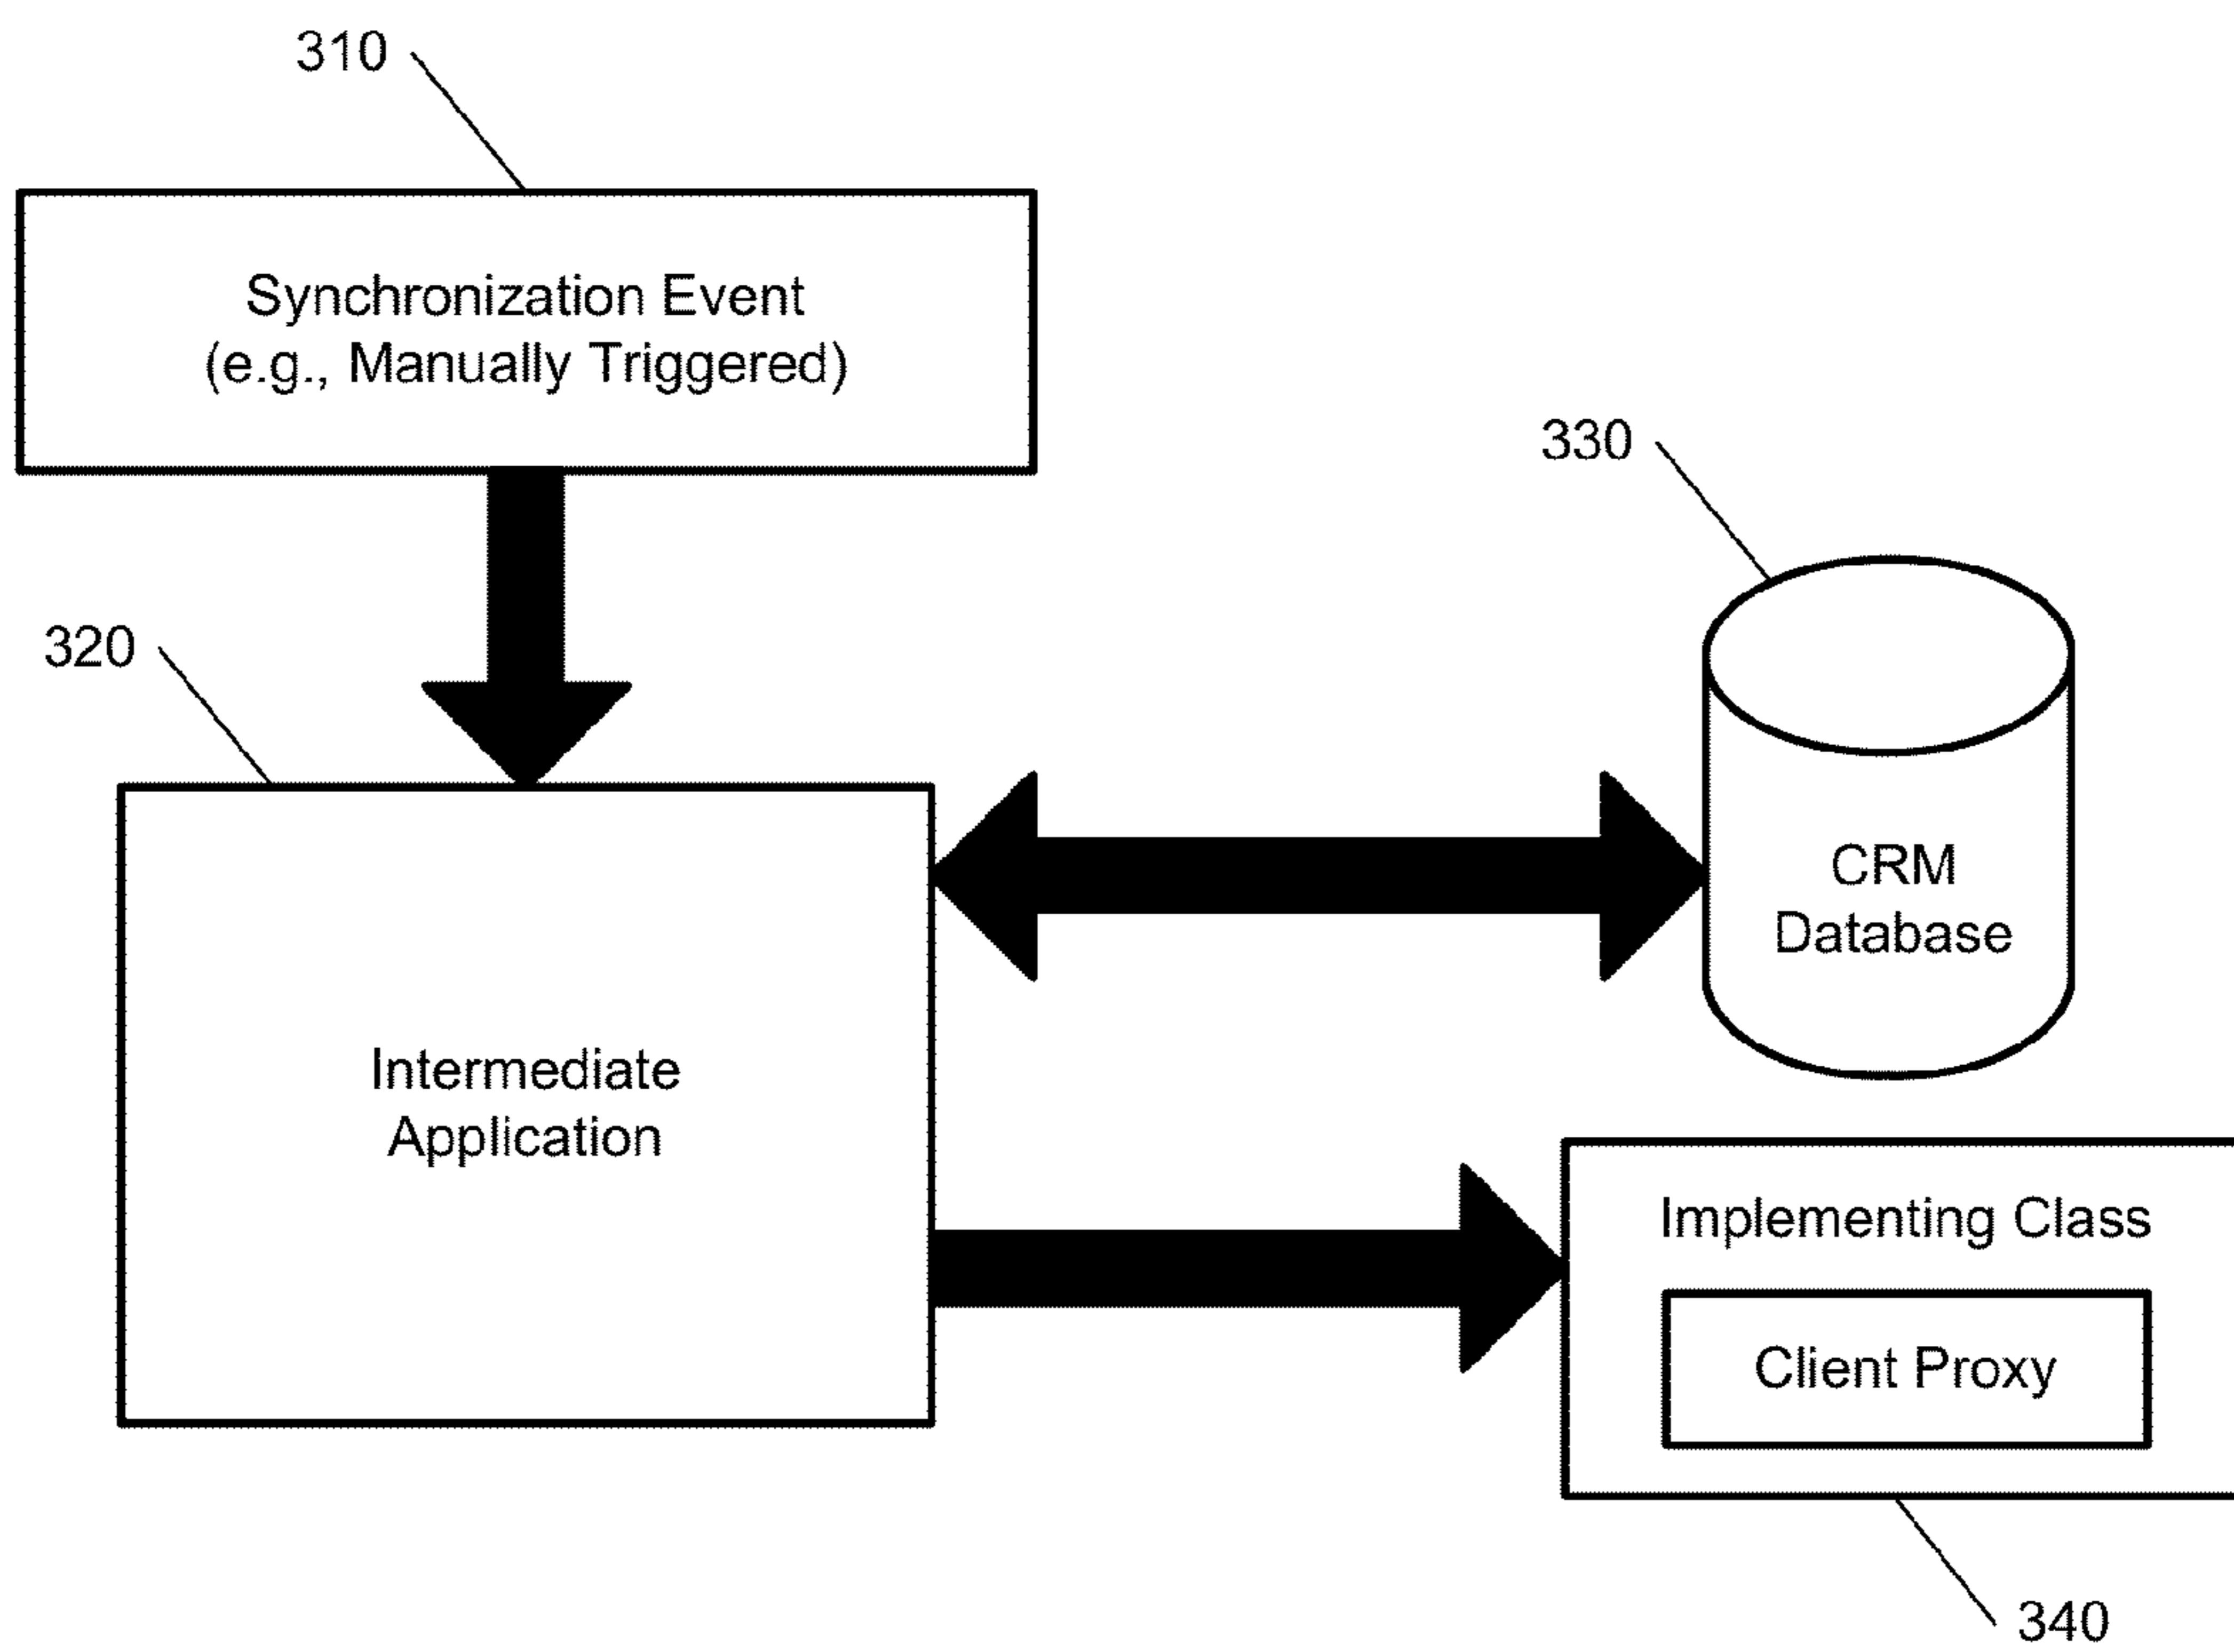 310
Synchronization Event
(e.g., Manually Triggered)
330
320
CRM
Database
Intermediate
Application
Implementing Class
Client Proxy
340